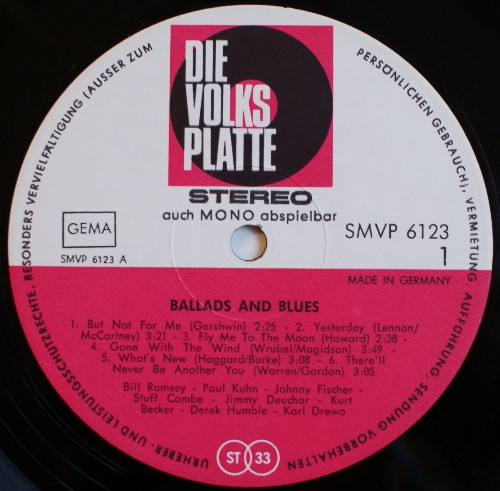 DIE
VOLKS
PLATTE
STEREO
auch MONO abspielbar
GEMA
SMVP 6123 A
SMVP 6123
1
MADE IN GERMANY
BALLADS AND BLUES
1. But Not For Me (Gershwin) 2:25 - 2. Yesterday (Lennon/
McCartney) 3:21 - 3. Fly Me To The Moon (Howard) 2:38 -
4. Gone With The Wind (Wrubel/Magidson) 3:49 -
5. What's New (Haggard/Burke) 3:08 - 6. There'll
Never Be Another You (Warren/Gordon) 3:05
Bill Ramsey - Paul Kuhn - Johnny Fischer -
Stuff Combe - Jimmy Deuchar - Kurt
Becker - Derek Humble - Karl Drewo
ST 33
URHEBER- UND LEISTUNGSSCHUTZRECHTE, BESONDERS VERVIELFÄLTIGUNG (AUSSER ZUM PERSÖNLICHEN GEBRAUCH), VERMIETUNG AUFFÜHRUNG, SENDUNG VORBEHALTEN